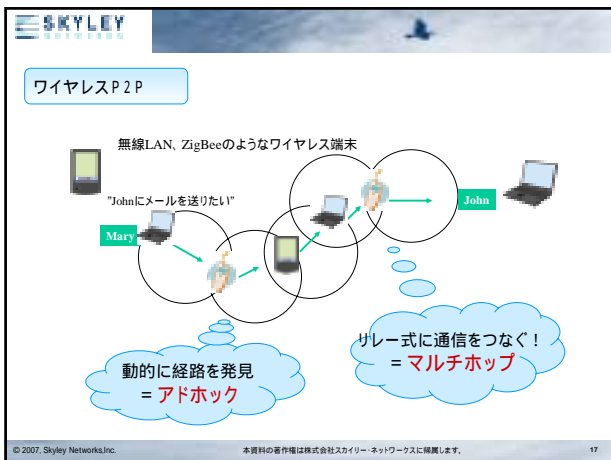 SKYLEY
NETWORKS
ワイヤレスP2P
無線LAN、ZigBeeのようなワイヤレス端末
"Johnにメールを送りたい"
Mary
John
リレー式に通信をつなぐ！
= マルチホップ
動的に経路を発見
= アドホック
© 2007, Skyley Networks,Inc.
本資料の著作権は株式会社スカイリー・ネットワークスに帰属します。
17